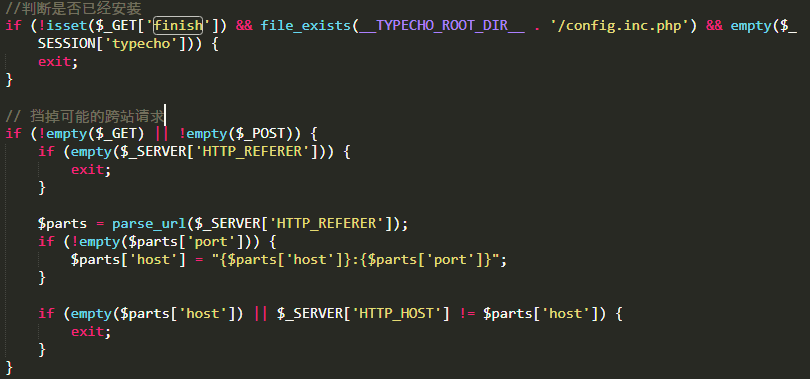 //判断是否已经安装
if (!isset($_GET['finish']) && file_exists(__TYPECHO_ROOT_DIR__ . '/config.inc.php') && empty($_
SESSION['typecho'])) {
exit;
}
// 挡掉可能的跨站请求
if (!empty($_GET) || !empty($_POST)) {
if (empty($_SERVER['HTTP_REFERER'])) {
exit;
}
$parts = parse_url($_SERVER['HTTP_REFERER']);
if (!empty($parts['port'])) {
$parts['host'] = "{$parts['host']}:{$parts['port']}";
}
if (empty($parts['host']) || $_SERVER['HTTP_HOST'] != $parts['host']) {
exit;
}
}